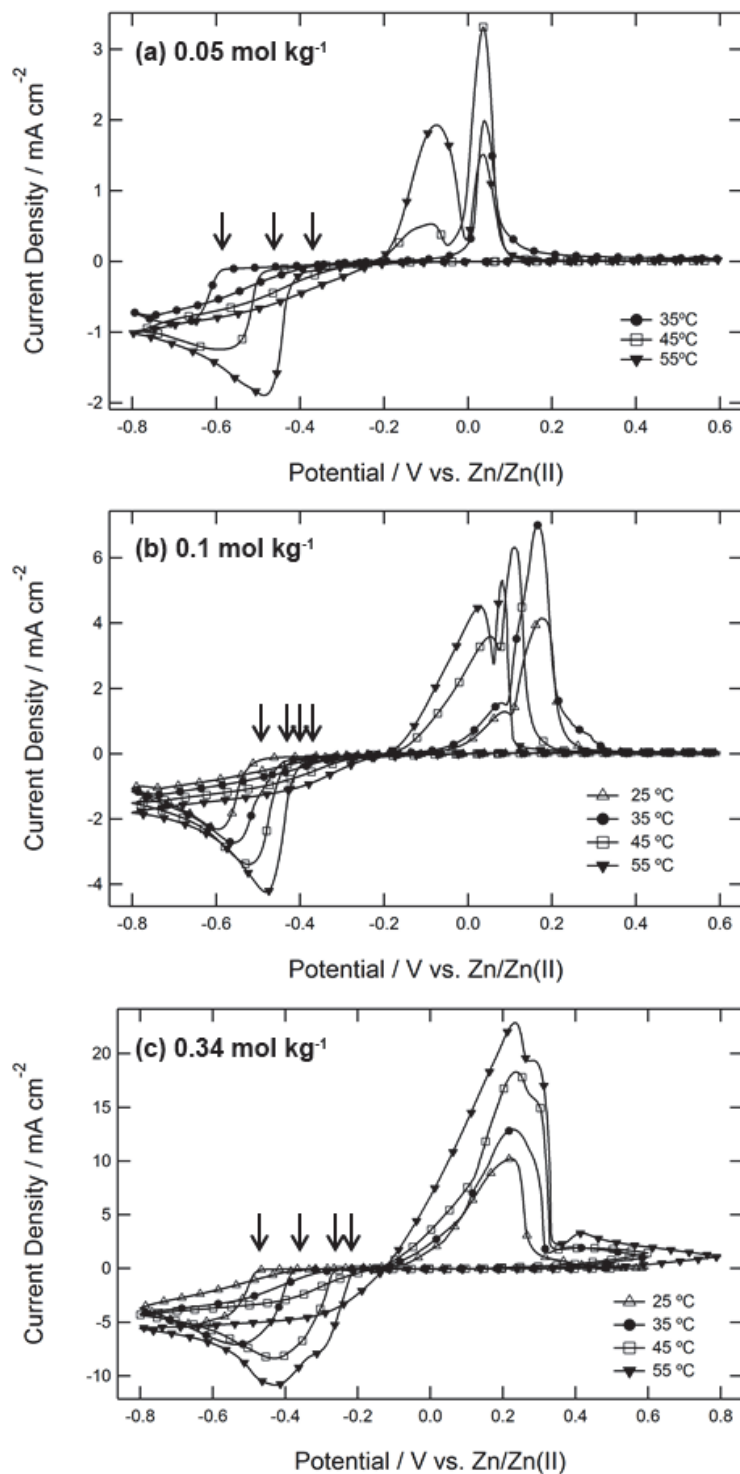 (a) 0.05 mol kg⁻¹
Current Density / mA cm⁻²
3
2
1
0
-1
-2
35ºC
45ºC
55ºC
-0.8 -0.6 -0.4 -0.2 0.0 0.2 0.4 0.6
Potential / V vs. Zn/Zn(II)
(b) 0.1 mol kg⁻¹
Current Density / mA cm⁻²
6
4
2
0
-2
-4
25 ºC
35 ºC
45 ºC
55 ºC
-0.8 -0.6 -0.4 -0.2 0.0 0.2 0.4 0.6
Potential / V vs. Zn/Zn(II)
(c) 0.34 mol kg⁻¹
Current Density / mA cm⁻²
20
15
10
5
0
-5
-10
25 ºC
35 ºC
45 ºC
55 ºC
-0.8 -0.6 -0.4 -0.2 0.0 0.2 0.4 0.6 0.8
Potential / V vs. Zn/Zn(II)